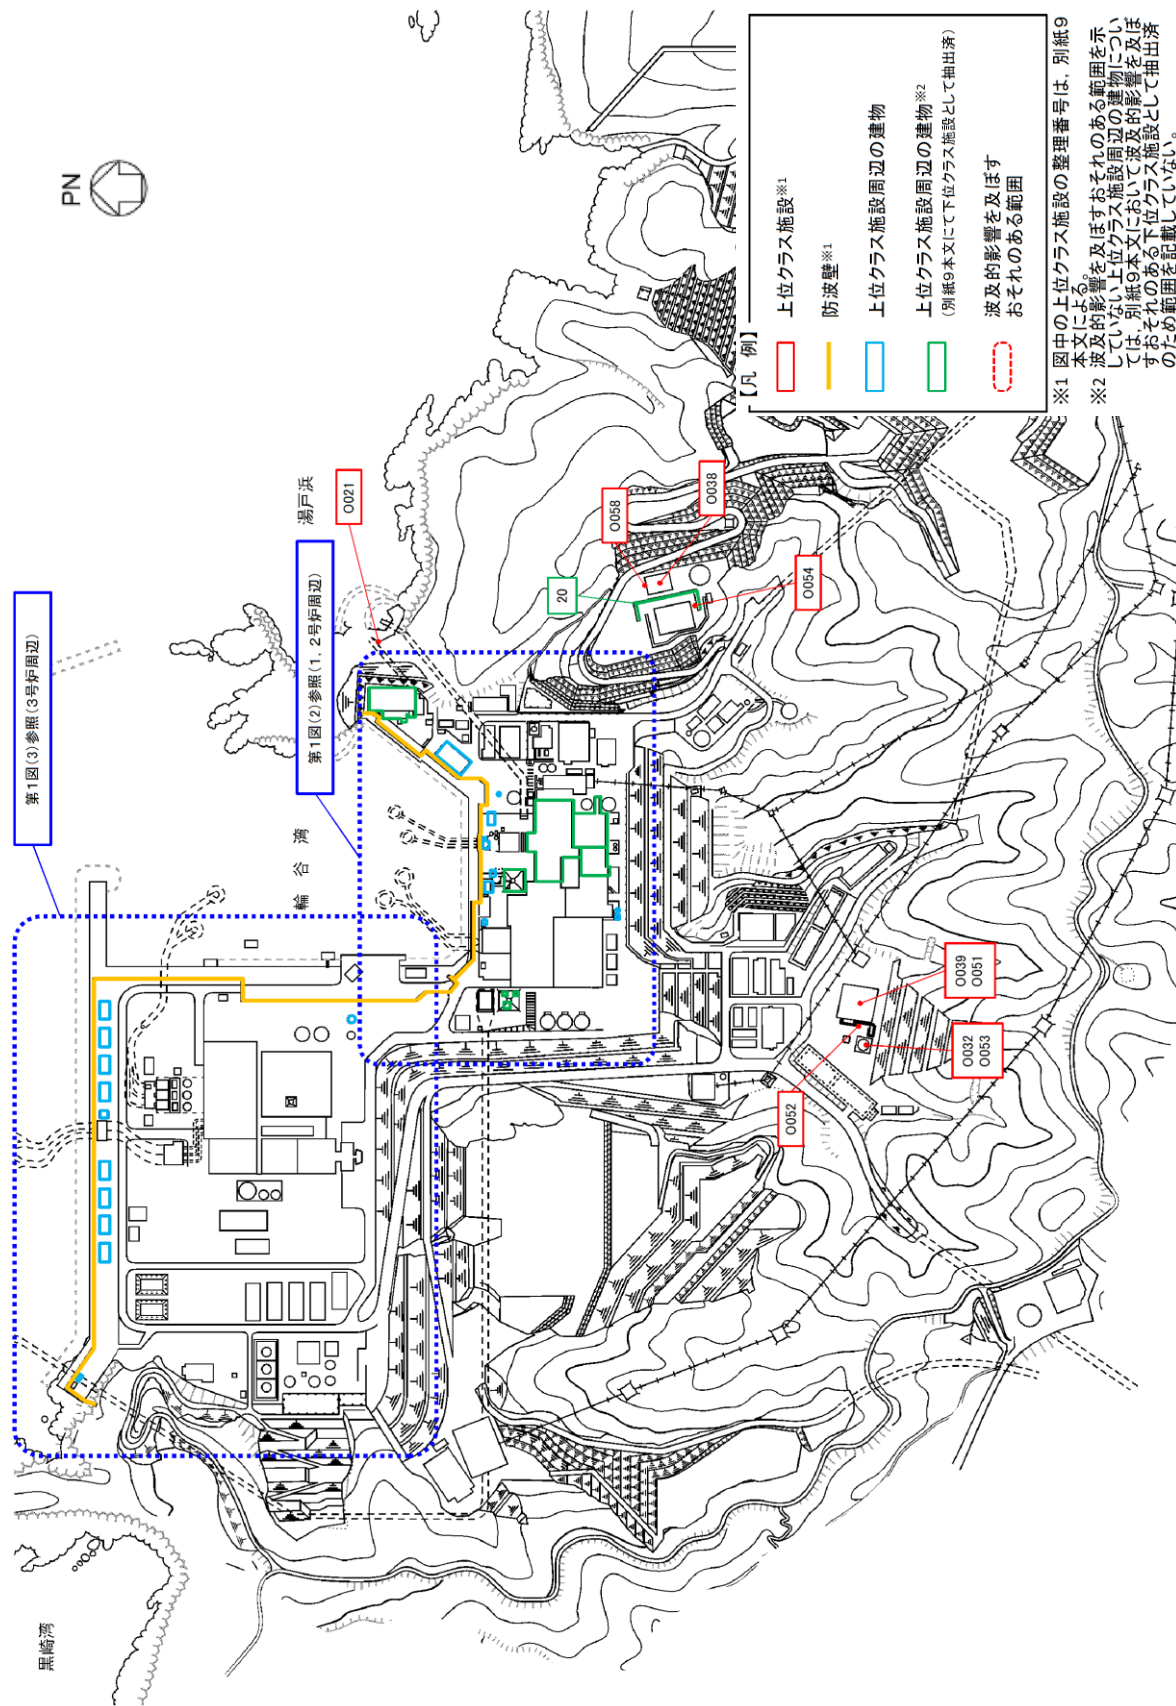 黒崎湾
第1図(3)参照(3号炉周辺)
輪谷湾
第1図(2)参照(1，2号炉周辺)
湯戸浜
PN
O021
20
O058
O038
O054
O052
O039
O051
O032
O053
【凡　例】
上位クラス施設※1
防波壁※1
上位クラス施設周辺の建物
上位クラス施設周辺の建物※2
(別紙9本文にて下位クラス施設として抽出済)
波及的影響を及ぼす
おそれのある範囲
※1 図中の上位クラス施設の整理番号は，別紙9
本文による。
※2 波及的影響を及ぼすおそれのある範囲を示
していない上位クラス施設周辺の建物につい
ては，別紙9本文において波及的影響を及ぼ
すおそれのある下位クラス施設として抽出済
のため範囲を記載していない。